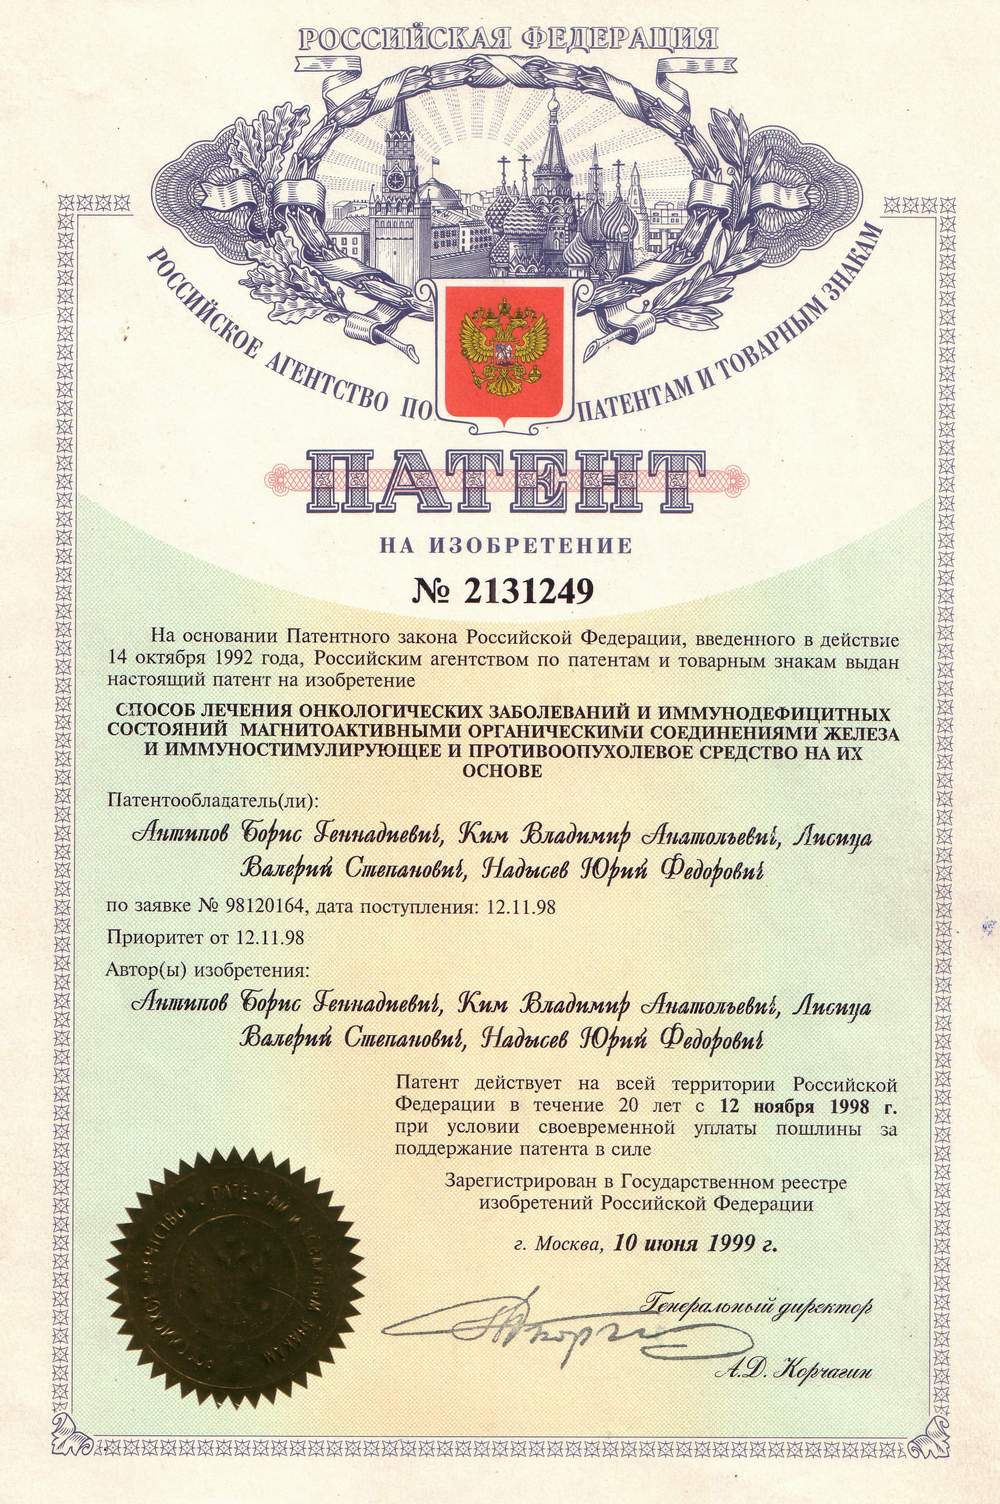 РОССИЙСКАЯ ФЕДЕРАЦИЯ
РОССИЙСКОЕ АГЕНТСТВО ПО ПАТЕНТАМ И ТОВАРНЫМ ЗНАКАМ
ПАТЕНТ
НА ИЗОБРЕТЕНИЕ
№ 2131249
На основании Патентного закона Российской Федерации, введенного в действие
14 октября 1992 года, Российским агентством по патентам и товарным знакам выдан
настоящий патент на изобретение
СПОСОБ ЛЕЧЕНИЯ ОНКОЛОГИЧЕСКИХ ЗАБОЛЕВАНИЙ И ИММУНОДЕФИЦИТНЫХ
СОСТОЯНИЙ МАГНИТОАКТИВНЫМИ ОРГАНИЧЕСКИМИ СОЕДИНЕНИЯМИ ЖЕЛЕЗА
И ИММУНОСТИМУЛИРУЮЩЕЕ И ПРОТИВООПУХОЛЕВОЕ СРЕДСТВО НА ИХ
ОСНОВЕ
Патентообладатель(ли):
Антипов Борис Геннадиевич, Ким Владимир Анатольевич, Лисица
Валерий Степанович, Надысев Юрий Федорович
по заявке № 98120164, дата поступления: 12.11.98
Приоритет от 12.11.98
Автор(ы) изобретения:
Антипов Борис Геннадиевич, Ким Владимир Анатольевич, Лисица
Валерий Степанович, Надысев Юрий Федорович
Патент действует на всей территории Российской
Федерации в течение 20 лет с 12 ноября 1998 г.
при условии своевременной уплаты пошлины за
поддержание патента в силе
Зарегистрирован в Государственном реестре
изобретений Российской Федерации
г. Москва, 10 июня 1999 г.
Генеральный директор
А.Д. Корчагин